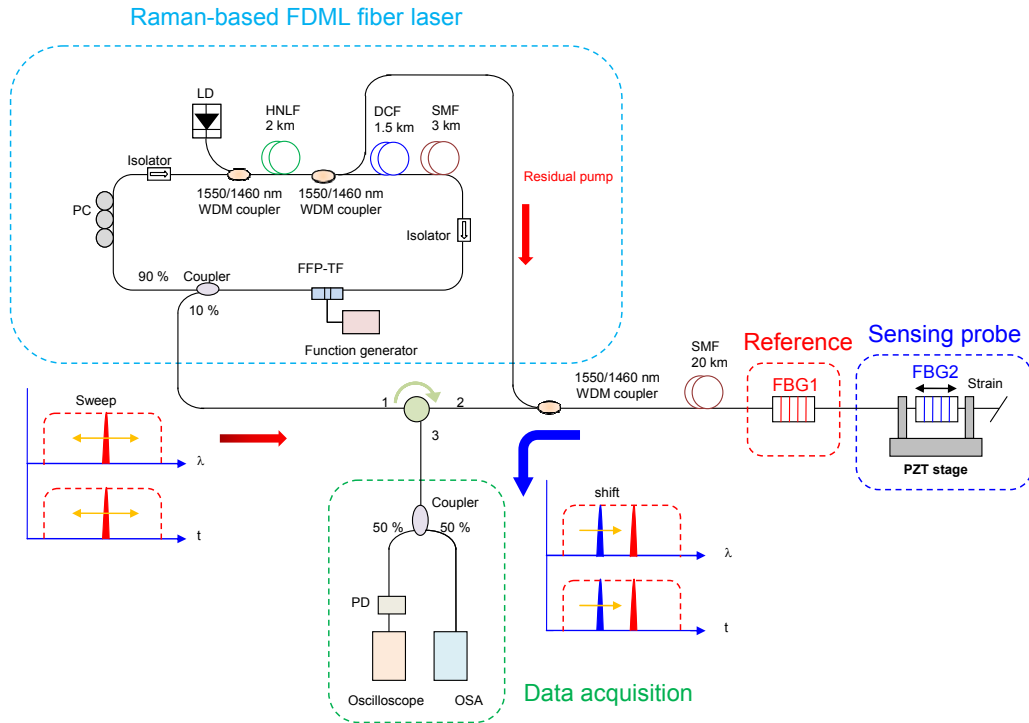 Raman-based FDML fiber laser
LD
HNLF
2 km
DCF
1.5 km
SMF
3 km
Isolator
1550/1460 nm
WDM coupler
1550/1460 nm
WDM coupler
Residual pump
PC
Isolator
90 %
Coupler
FFP-TF
10 %
Function generator
SMF
20 km
Reference
Sensing probe
1550/1460 nm
WDM coupler
FBG1
FBG2
Strain
PZT stage
1
2
3
Sweep
λ
t
shift
λ
t
Coupler
50 %
50 %
PD
Oscilloscope
OSA
Data acquisition